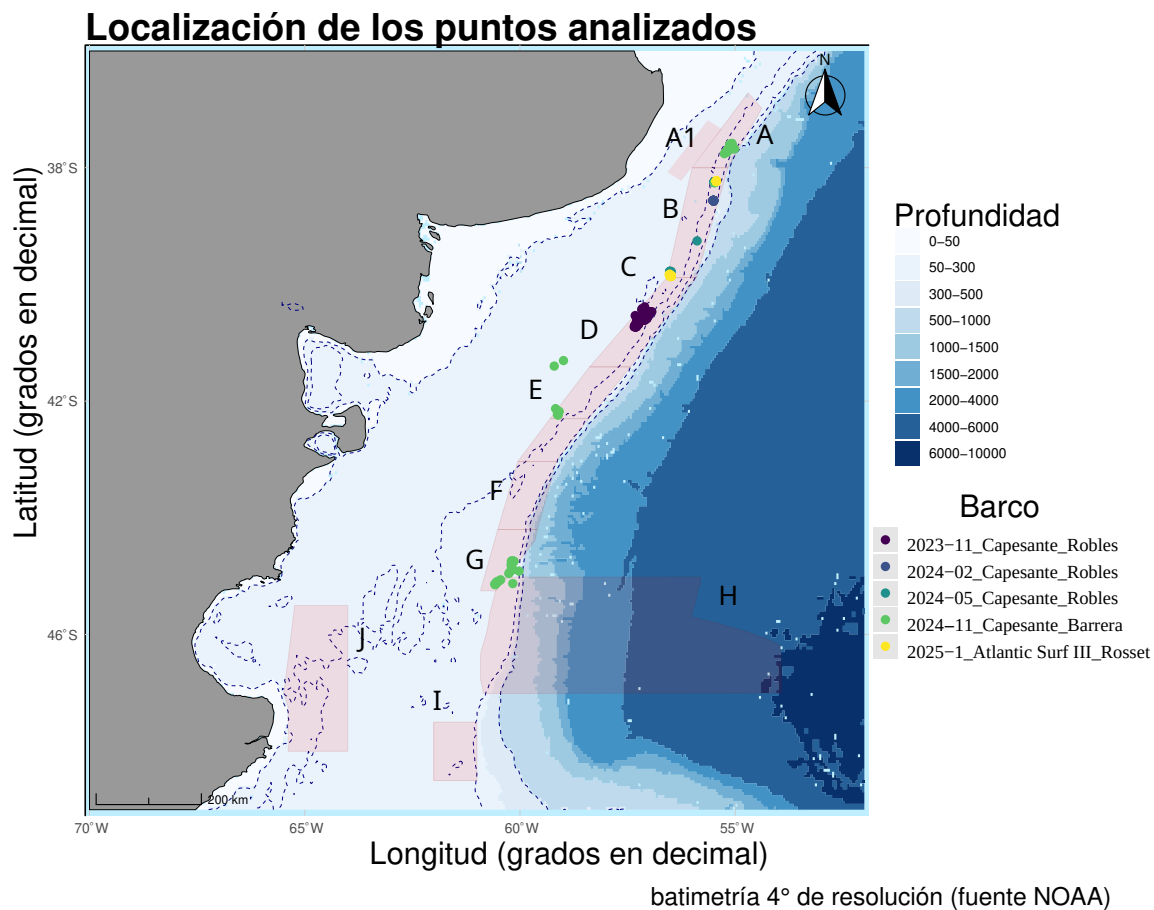 Localización de los puntos analizados
N
A1
A
38°S
B
C
D
E
42°S
F
G
H
46°S
J
I
200 km
70°W
65°W
60°W
55°W
Latitud (grados en decimal)
Longitud (grados en decimal)
Profundidad
0−50
50−300
300−500
500−1000
1000−1500
1500−2000
2000−4000
4000−6000
6000−10000
Barco
2023−11_Capesante_Robles
2024−02_Capesante_Robles
2024−05_Capesante_Robles
2024−11_Capesante_Barrera
2025−1_Atlantic Surf III_Rosset
batimetría 4° de resolución (fuente NOAA)